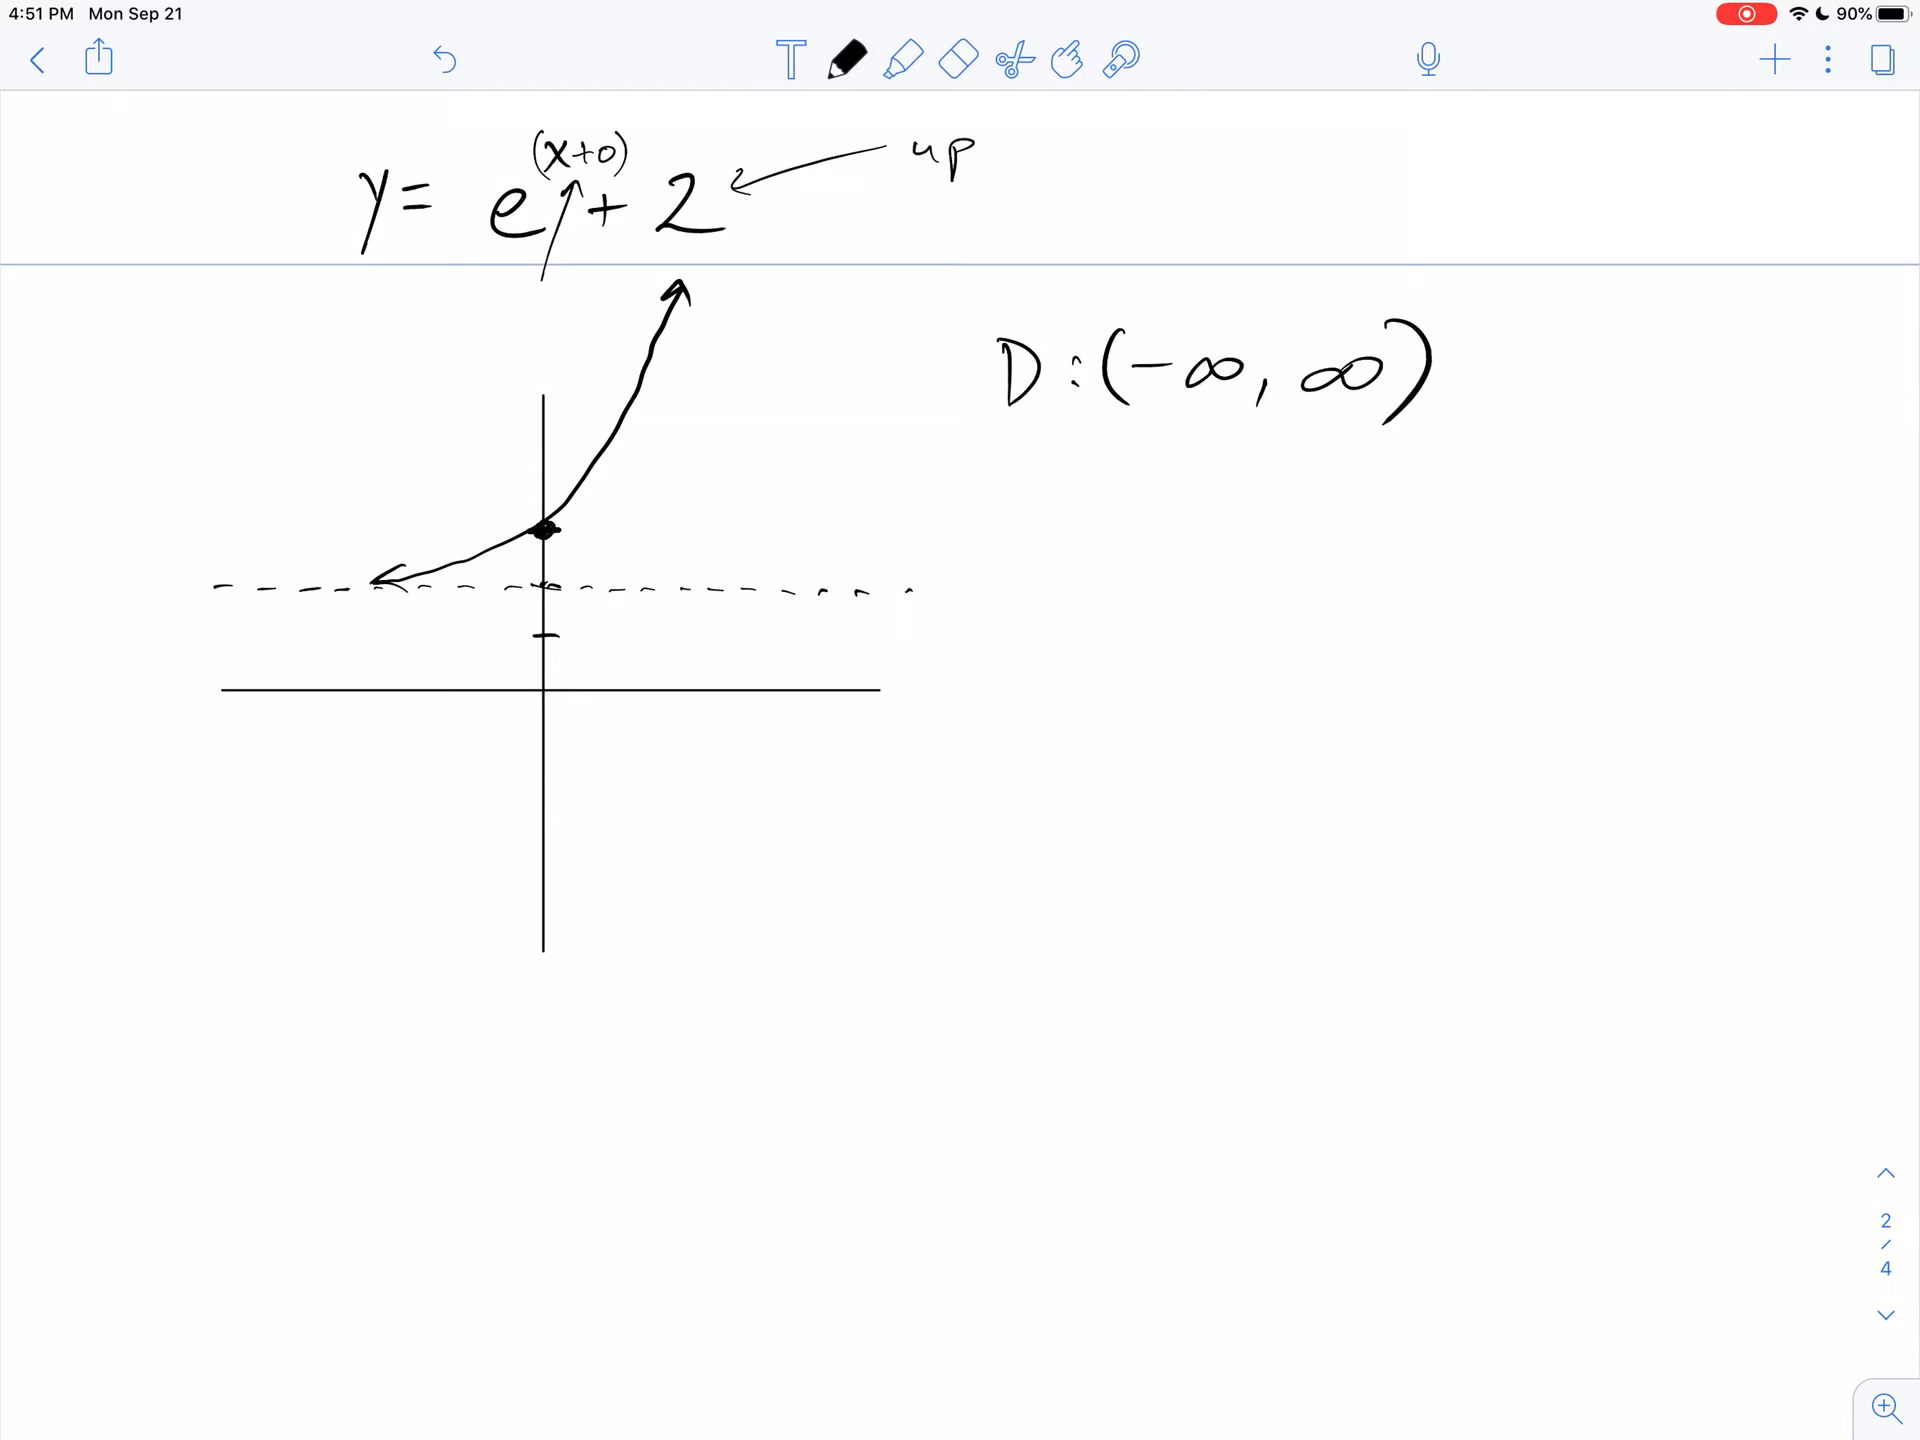 4:51 PM Mon Sep 21
90%
y = e^(x+0) + 2 ← up
D: (-∞, ∞)
2
/
4